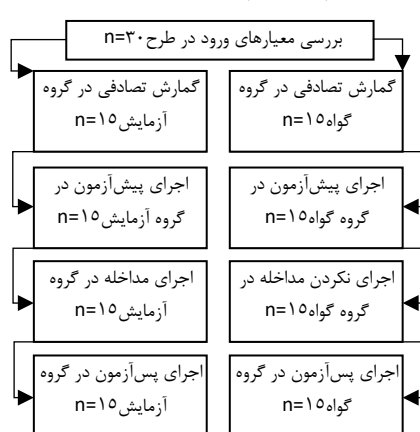 بررسی معیارهای ورود در طرح n=۳۰
گمارش تصادفی در گروه
گواه n=۱۵
گمارش تصادفی در گروه
آزمایش n=۱۵
اجرای پیش‌آزمون در
گروه گواه n=۱۵
اجرای پیش‌آزمون در
گروه آزمایش n=۱۵
اجرای نکردن مداخله در
گروه گواه n=۱۵
اجرای مداخله در گروه
آزمایش n=۱۵
اجرای پس‌آزمون در گروه
گواه n=۱۵
اجرای پس‌آزمون در گروه
آزمایش n=۱۵